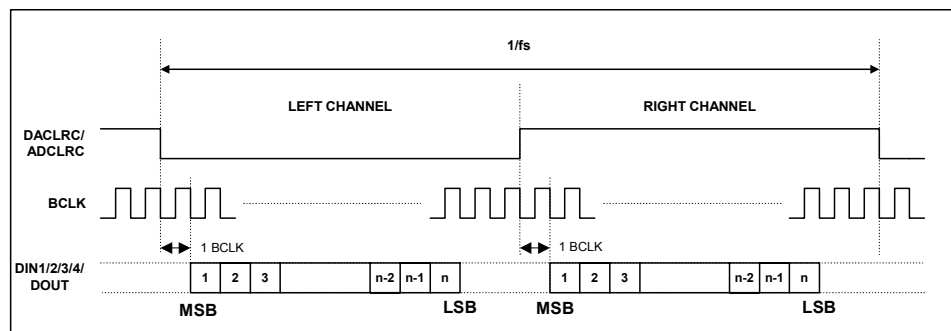 1/fs
LEFT CHANNEL RIGHT CHANNEL
DACLRC/
ADCLRC
BCLK
1 BCLK 1 BCLK
DIN1/2/3/4/
DOUT
1 2 3 n-2 n-1 n 1 2 3 n-2 n-1 n
MSB LSB MSB LSB